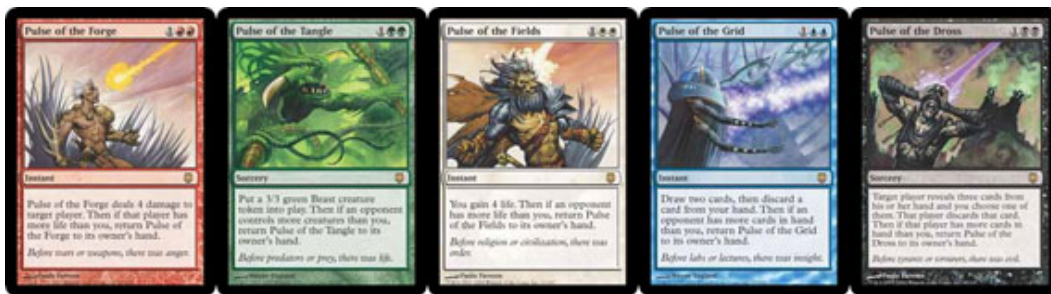 Pulse of the Forge 1
Instant
Pulse of the Forge deals 4 damage to
target player. Then if that player has
more life than you, return Pulse of
the Forge to its owner's hand.
Before wars or weapons, there was anger.
Pulse of the Tangle 1
Sorcery
Put a 3/3 green Beast creature
token into play. Then if an opponent
controls more creatures than you,
return Pulse of the Tangle to its
owner's hand.
Before predators or prey, there was life.
Pulse of the Fields 1
Instant
You gain 4 life. Then if an opponent
has more life than you, return Pulse
of the Fields to its owner's hand.
Before religion or civilization, there was
order.
Pulse of the Grid 1
Instant
Draw two cards, then discard a
card from your hand. Then if an
opponent has more cards in hand
than you, return Pulse of the Grid
to its owner's hand.
Before labs or lectures, there was insight.
Pulse of the Dross 1
Sorcery
Target player reveals three cards from
his or her hand and you choose one of
them. That player discards that card.
Then if that player has more cards in
hand than you, return Pulse of the
Dross to its owner's hand.
Before tyrants or torturers, there was evil.